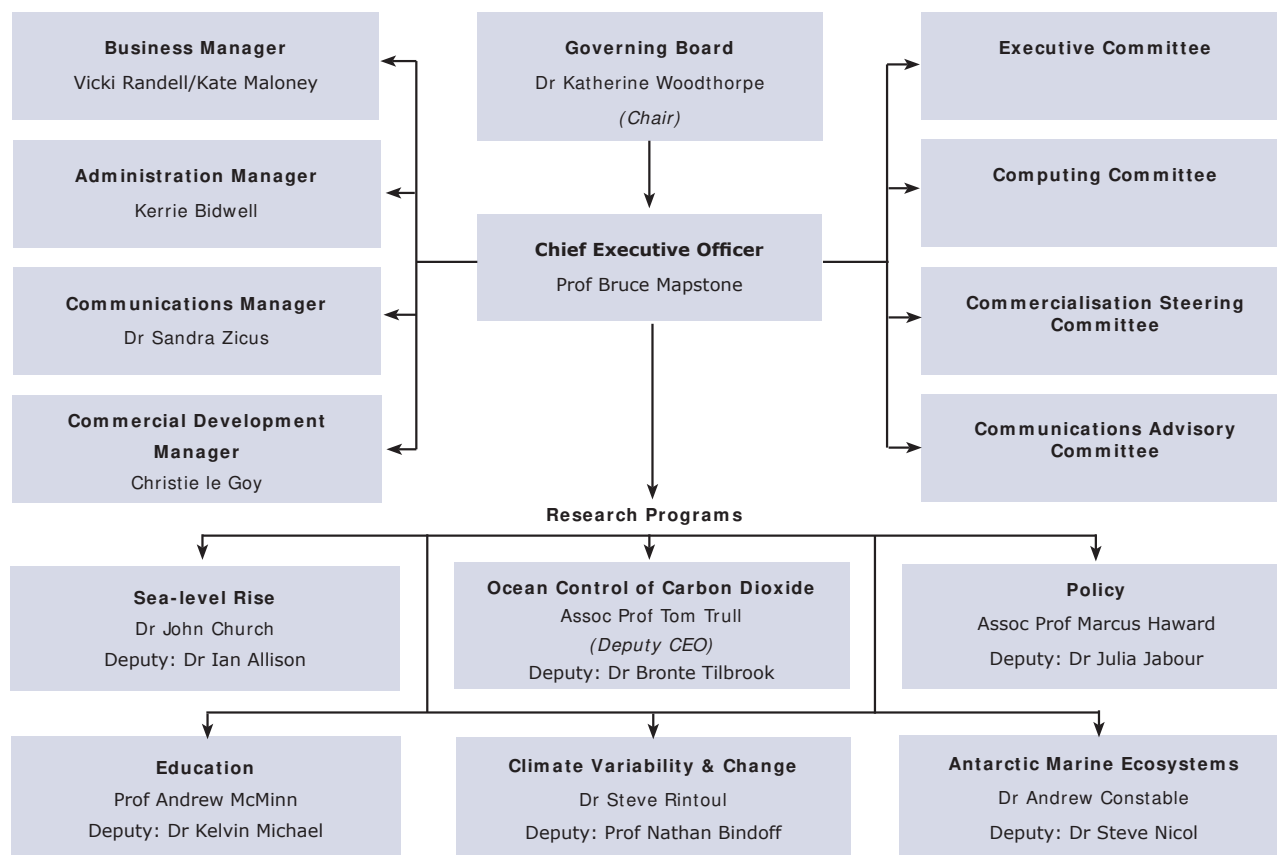 Business Manager
Vicki Randell/Kate Maloney
Governing Board
Dr Katherine Woodthorpe
(Chair)
Executive Committee
Administration Manager
Kerrie Bidwell
Computing Committee
Chief Executive Officer
Prof Bruce Mapstone
Communications Manager
Dr Sandra Zicus
Commercialisation Steering
Committee
Commercial Development
Manager
Christie le Goy
Communications Advisory
Committee
Research Programs
Sea-level Rise
Dr John Church
Deputy: Dr Ian Allison
Ocean Control of Carbon Dioxide
Assoc Prof Tom Trull
(Deputy CEO)
Deputy: Dr Bronte Tilbrook
Policy
Assoc Prof Marcus Haward
Deputy: Dr Julia Jabour
Education
Prof Andrew McMinn
Deputy: Dr Kelvin Michael
Climate Variability & Change
Dr Steve Rintoul
Deputy: Prof Nathan Bindoff
Antarctic Marine Ecosystems
Dr Andrew Constable
Deputy: Dr Steve Nicol